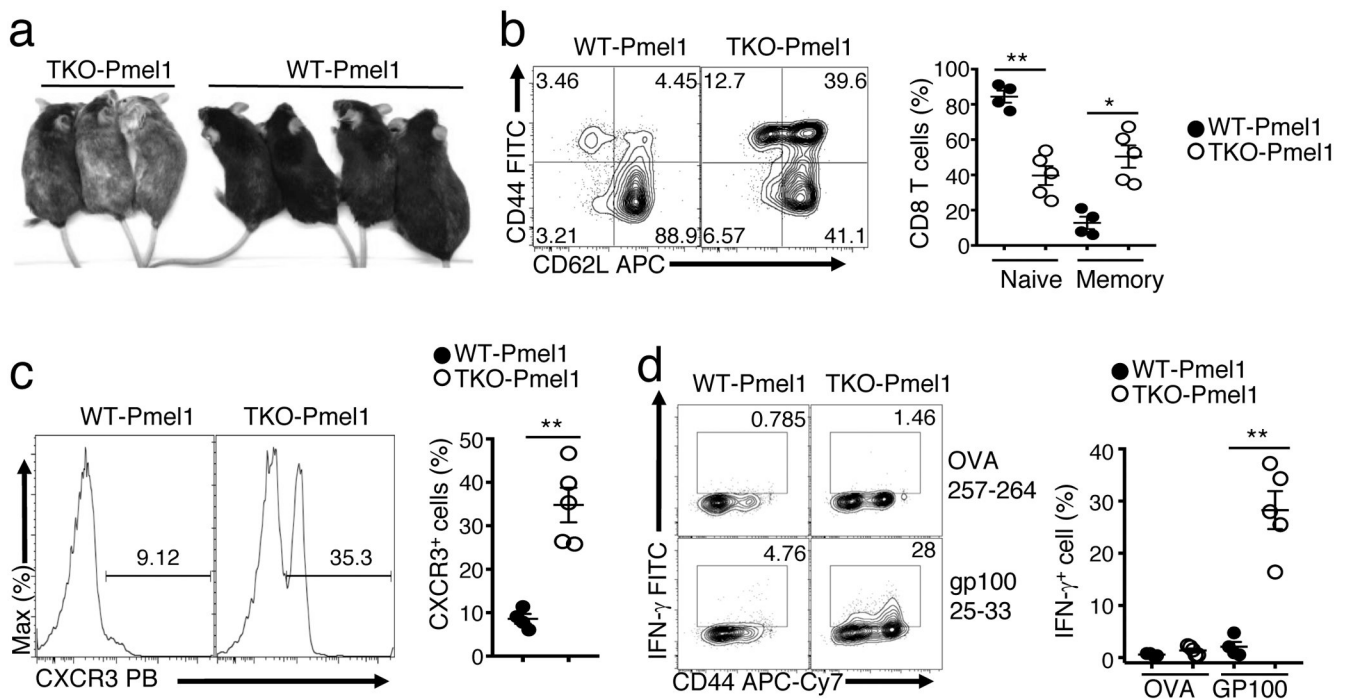 a
TKO-Pmel1
WT-Pmel1
b
WT-Pmel1
TKO-Pmel1
3.46
4.45
12.7
39.6
3.21
88.9
6.57
41.1
CD44 FITC
CD62L APC
CD8 T cells (%)
100
80
60
40
20
0
**
*
Naive
Memory
WT-Pmel1
TKO-Pmel1
c
WT-Pmel1
TKO-Pmel1
9.12
35.3
Max (%)
CXCR3 PB
WT-Pmel1
TKO-Pmel1
CXCR3+ cells (%)
50
40
30
20
10
0
**
d
WT-Pmel1
TKO-Pmel1
0.785
1.46
OVA
257-264
4.76
28
gp100
25-33
IFN-γ FITC
CD44 APC-Cy7
WT-Pmel1
TKO-Pmel1
IFN-γ+ cell (%)
40
30
20
10
0
**
OVA
GP100